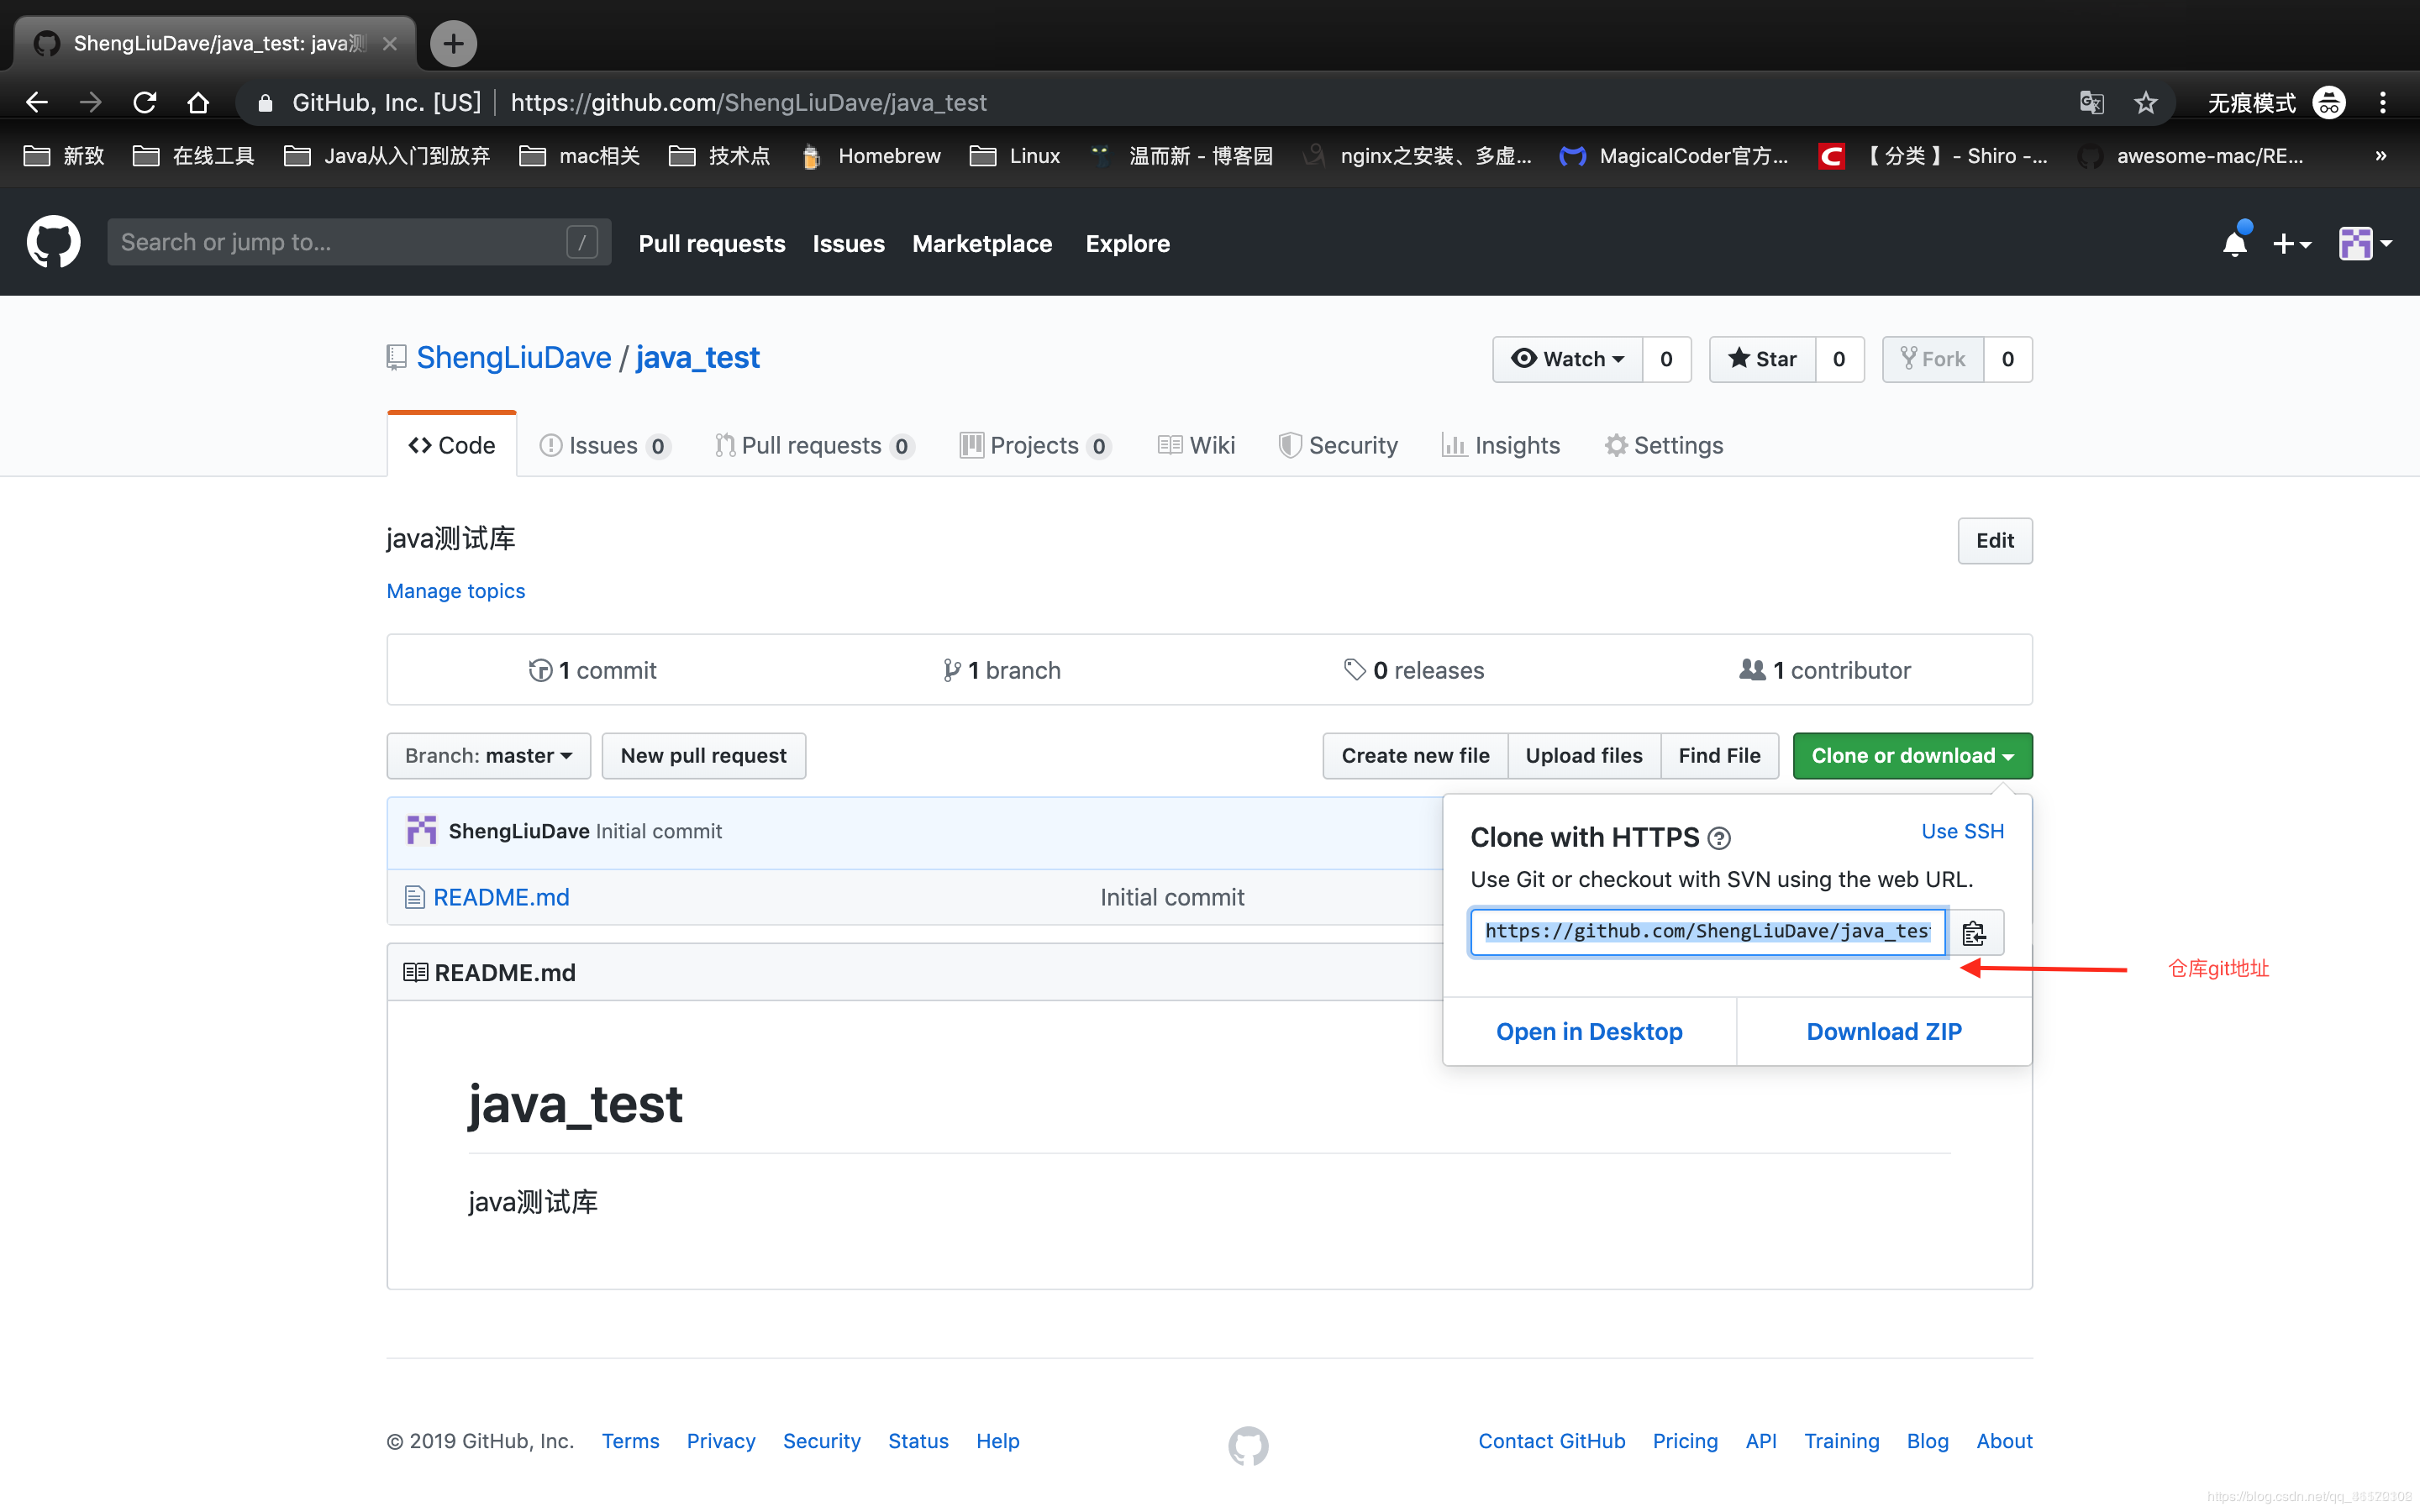 ShengLiuDave/java_test: java测
GitHub, Inc. [US] | https://github.com/ShengLiuDave/java_test 无痕模式
新致 在线工具 Java从入门到放弃 mac相关 技术点 Homebrew Linux 温而新 - 博客园 nginx之安装、多虚... MagicalCoder官方... 【 分类 】 - Shiro -... awesome-mac/RE... »
Search or jump to... / Pull requests Issues Marketplace Explore
ShengLiuDave / java_test Watch 0 Star 0 Fork 0
Code Issues 0 Pull requests 0 Projects 0 Wiki Security Insights Settings
java测试库 Edit
Manage topics
1 commit 1 branch 0 releases 1 contributor
Branch: master New pull request Create new file Upload files Find File Clone or download
ShengLiuDave Initial commit
README.md Initial commit
Clone with HTTPS Use SSH
Use Git or checkout with SVN using the web URL.
https://github.com/ShengLiuDave/java_test
仓库git地址
Open in Desktop Download ZIP
README.md
java_test
java测试库
© 2019 GitHub, Inc. Terms Privacy Security Status Help Contact GitHub Pricing API Training Blog About